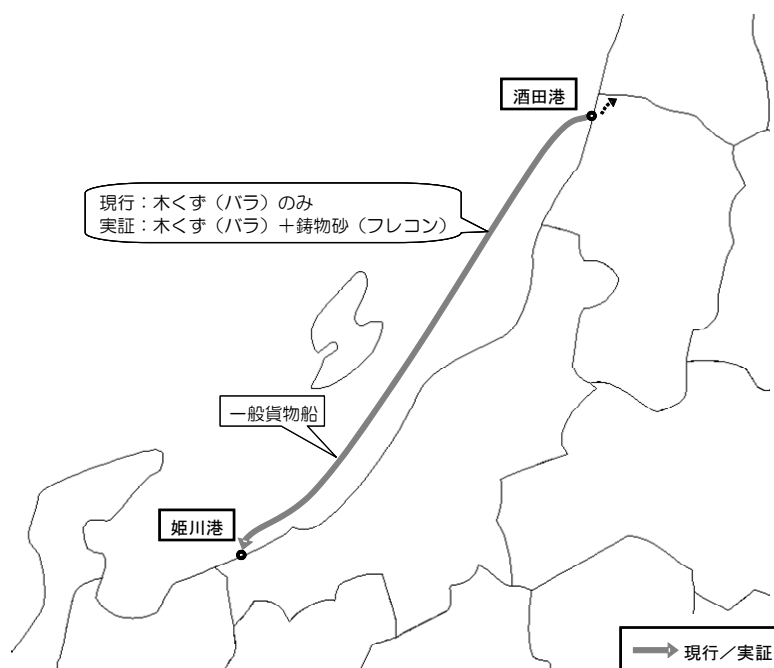 酒田港
現行：木くず（バラ）のみ
実証：木くず（バラ）＋鋳物砂（フレコン）
一般貨物船
姫川港
現行／実証